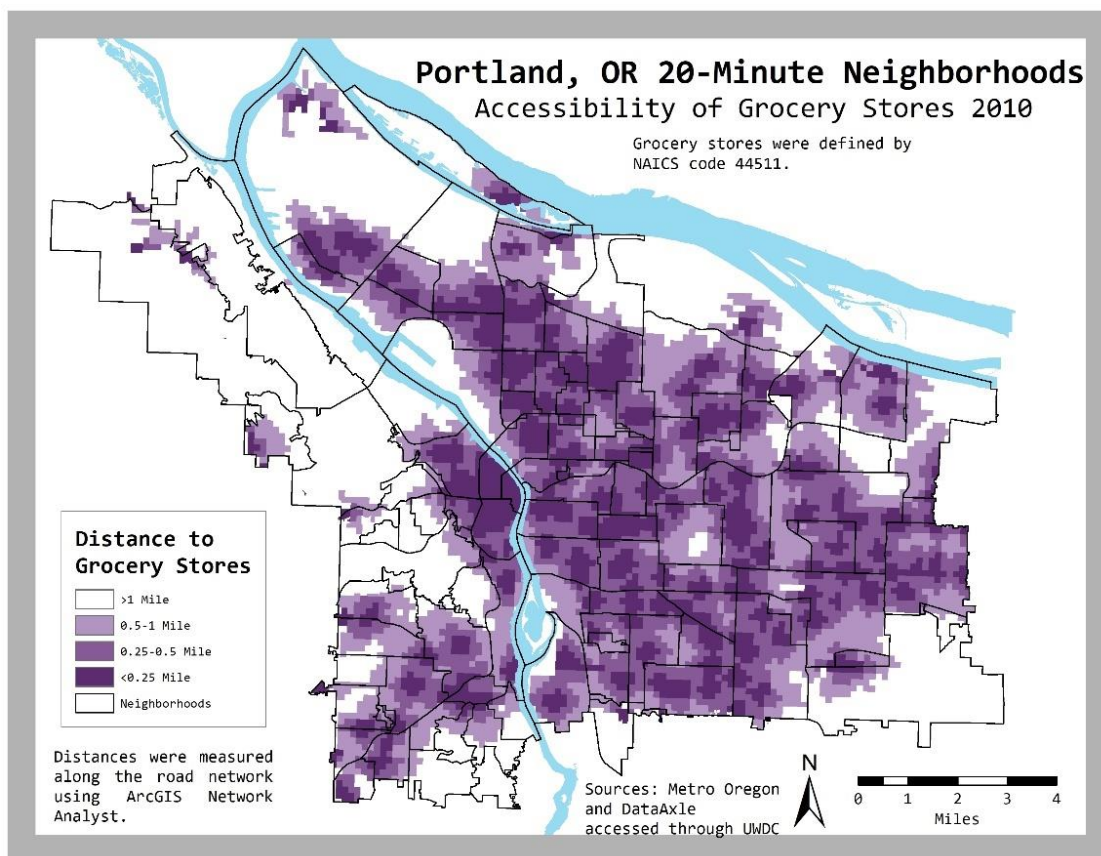 Portland, OR 20-Minute Neighborhoods
Accessibility of Grocery Stores 2010
Grocery stores were defined by
NAICS code 44511.
Distance to
Grocery Stores
>1 Mile
0.5-1 Mile
0.25-0.5 Mile
<0.25 Mile
Neighborhoods
Distances were measured
along the road network
using ArcGIS Network
Analyst.
Sources: Metro Oregon
and DataAxle
accessed through UWDC
N
0 1 2 3 4
Miles